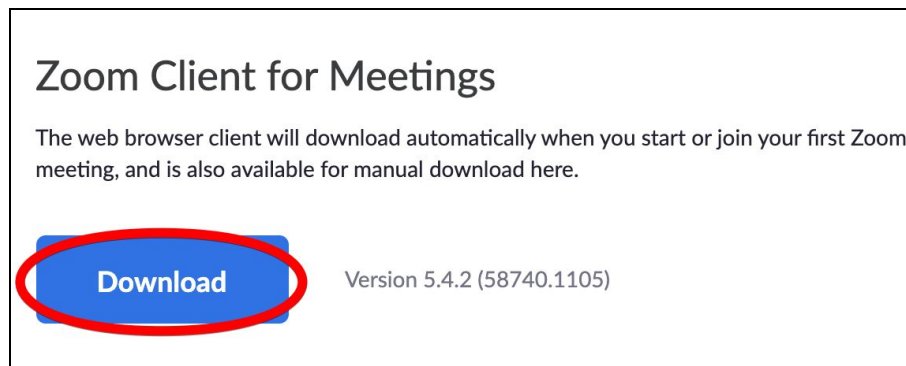 Zoom Client for Meetings
The web browser client will download automatically when you start or join your first Zoom
meeting, and is also available for manual download here.
Download
Version 5.4.2 (58740.1105)